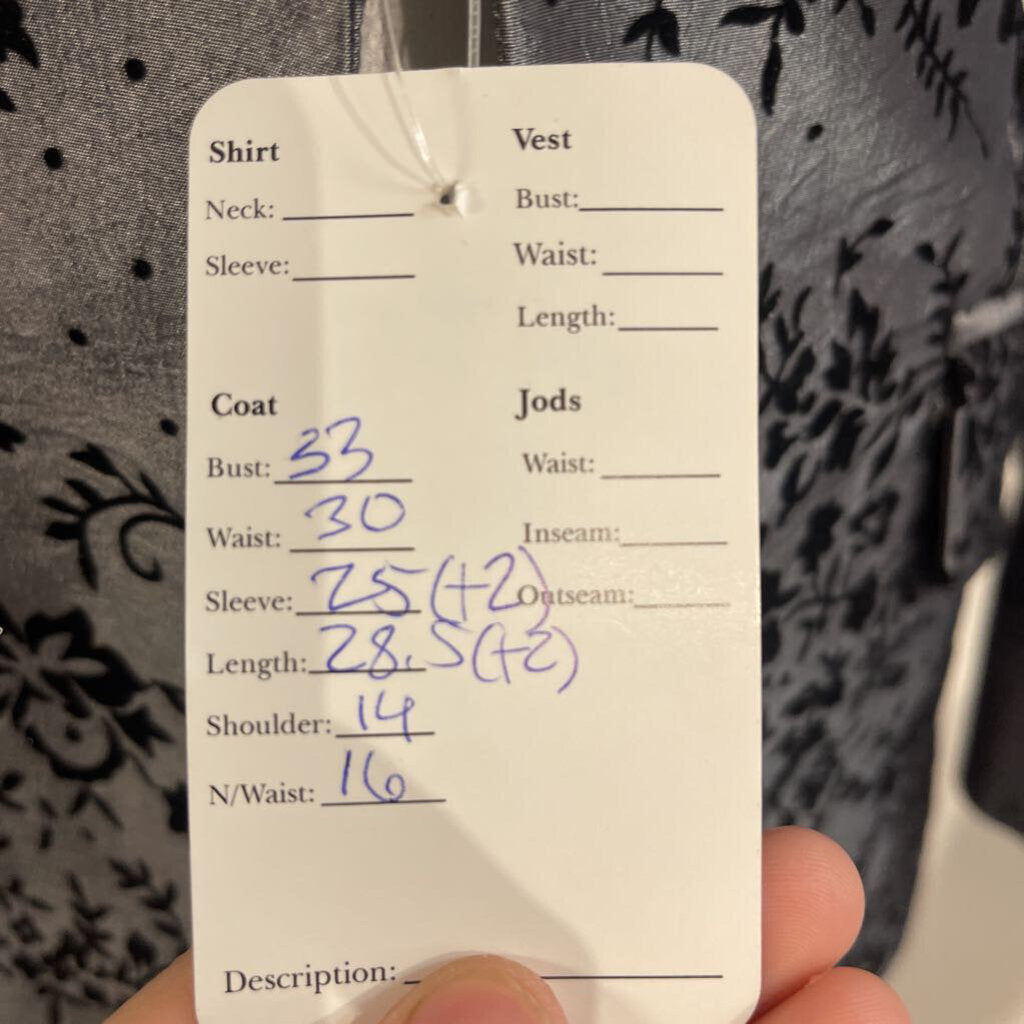 Shirt
Neck:
Sleeve:
Vest
Bust:
Waist:
Length:
Coat
Bust: 33
Waist: 30
Sleeve: 25 (+2)
Length: 28.5 (+2)
Shoulder: 14
N/Waist: 16
Jods
Waist:
Inseam:
Outseam:
Description: